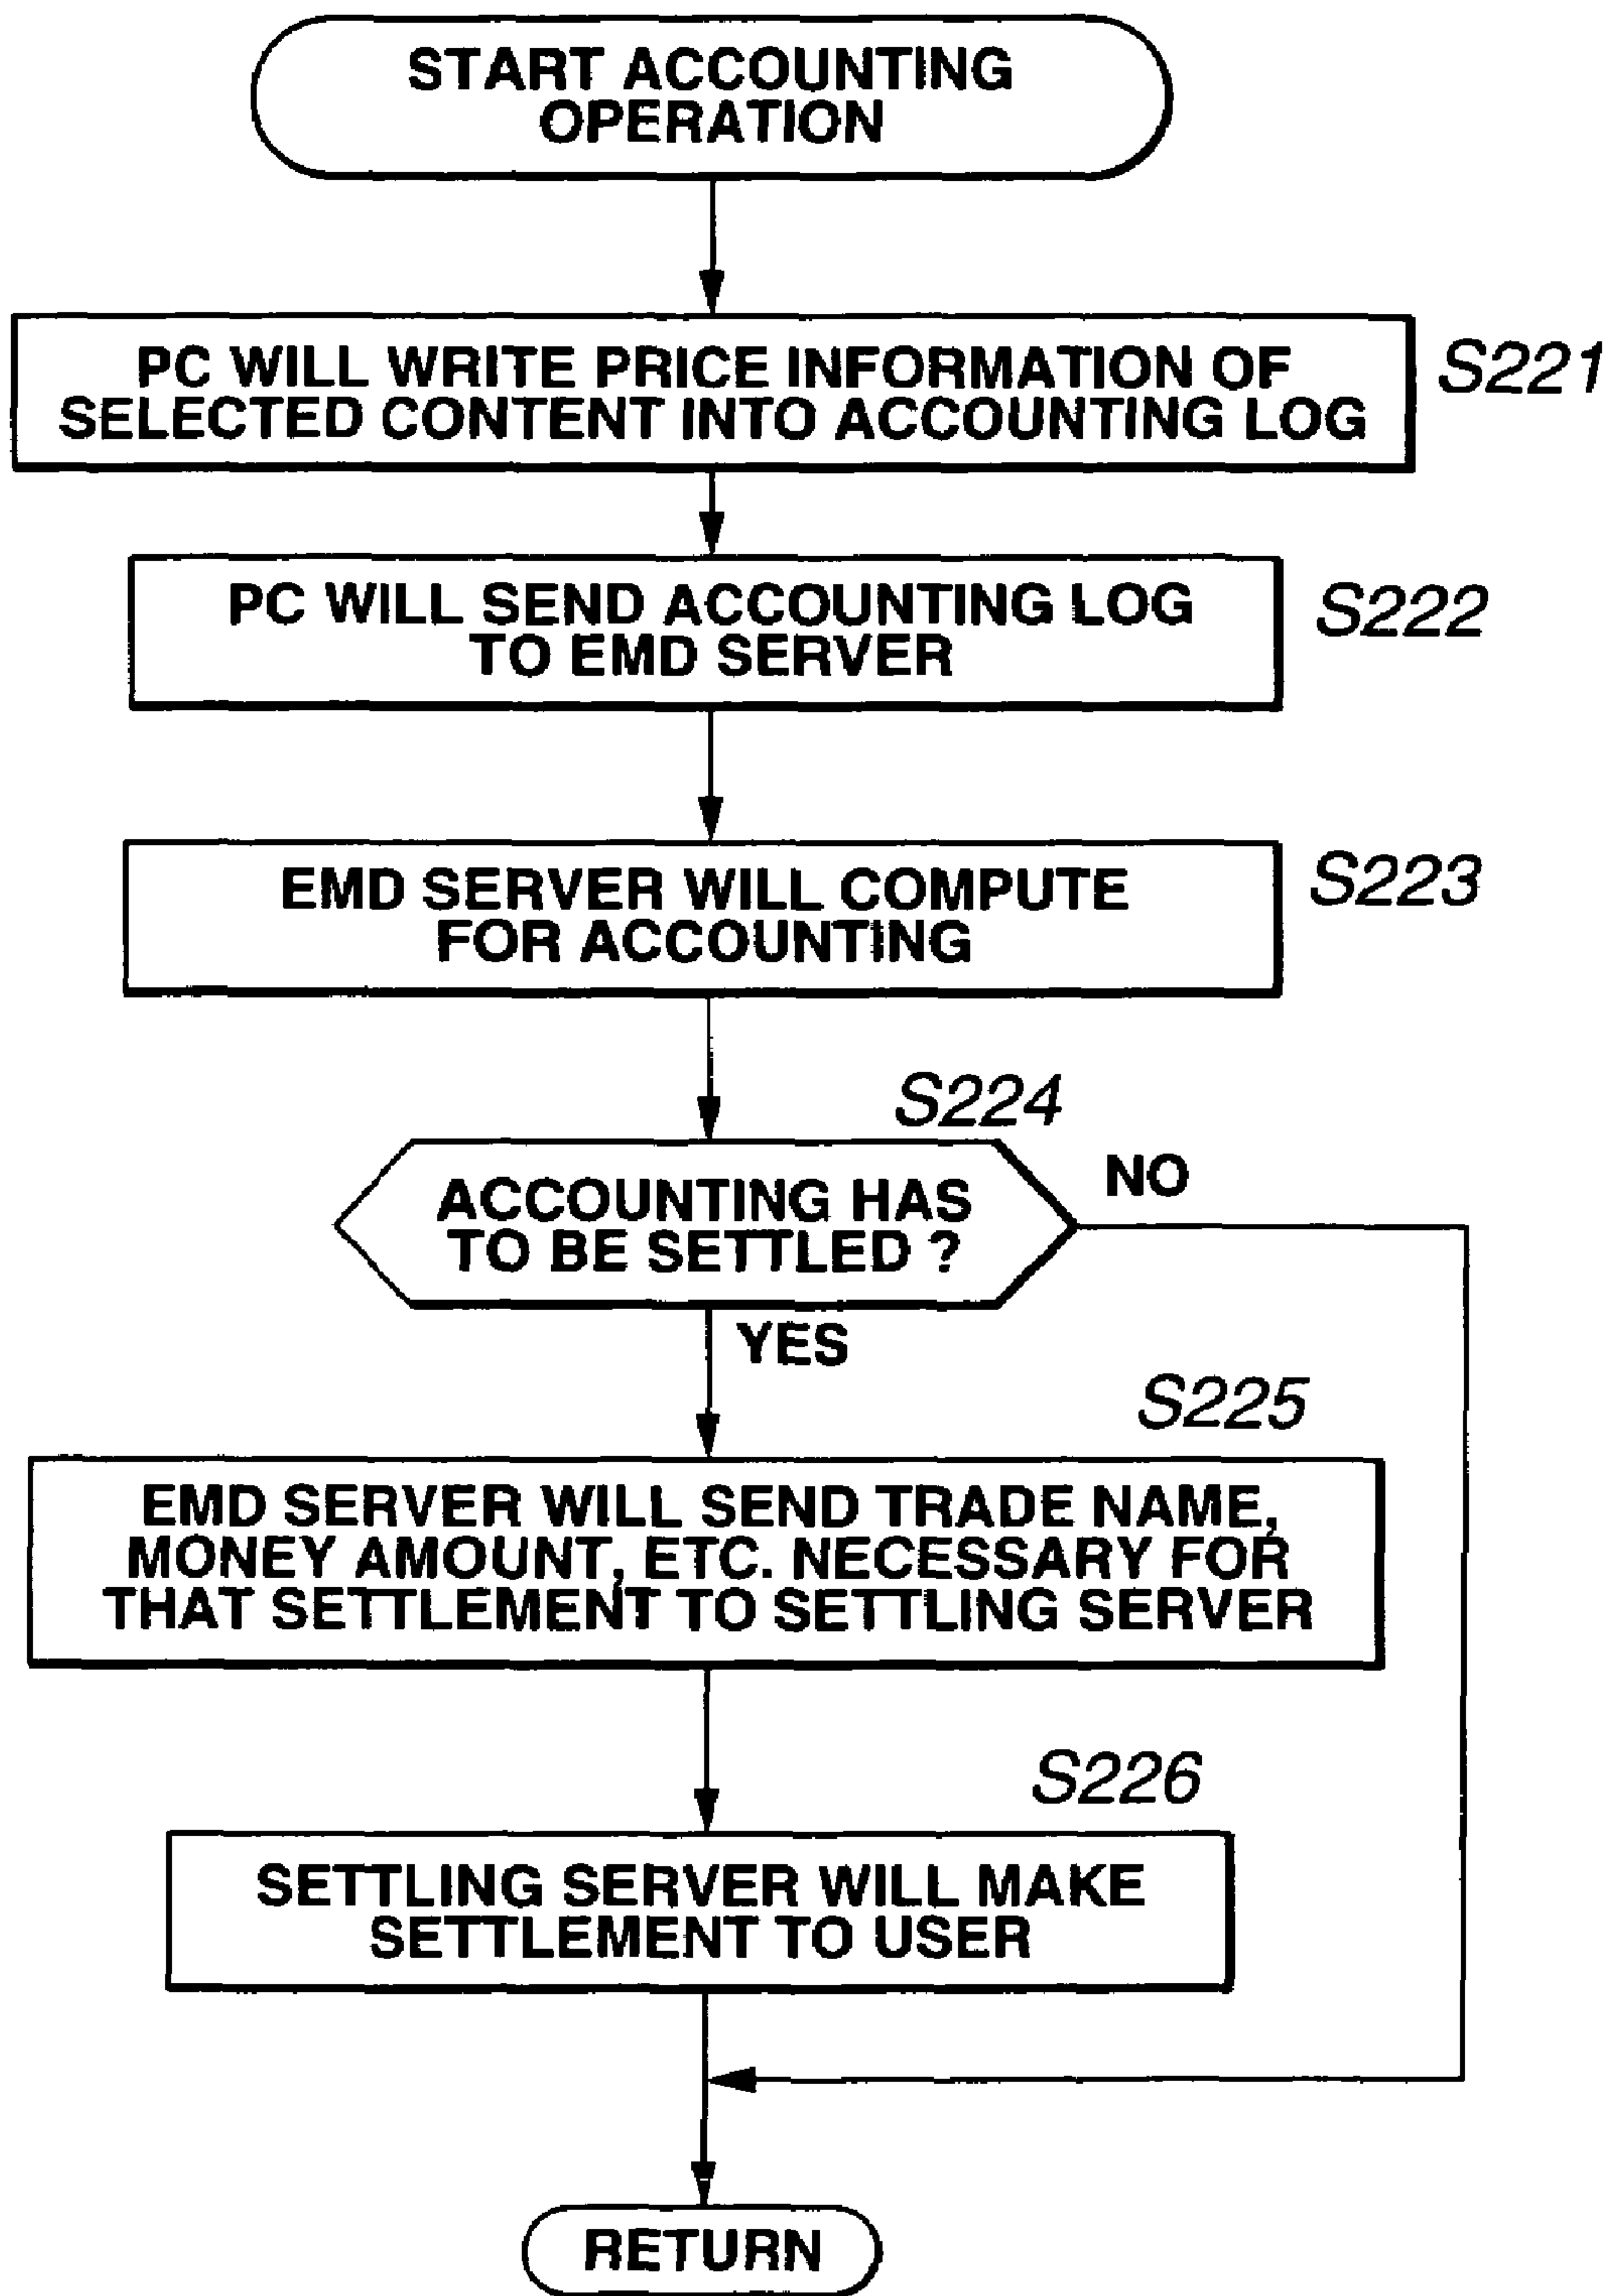 START ACCOUNTING
OPERATION
PC WILL WRITE PRICE INFORMATION OF
SELECTED CONTENT INTO ACCOUNTING LOG
S221
PC WILL SEND ACCOUNTING LOG
TO EMD SERVER
S222
EMD SERVER WILL COMPUTE
FOR ACCOUNTING
S223
S224
ACCOUNTING HAS
TO BE SETTLED ?
NO
YES
S225
EMD SERVER WILL SEND TRADE NAME,
MONEY AMOUNT, ETC. NECESSARY FOR
THAT SETTLEMENT TO SETTLING SERVER
S226
SETTLING SERVER WILL MAKE
SETTLEMENT TO USER
RETURN